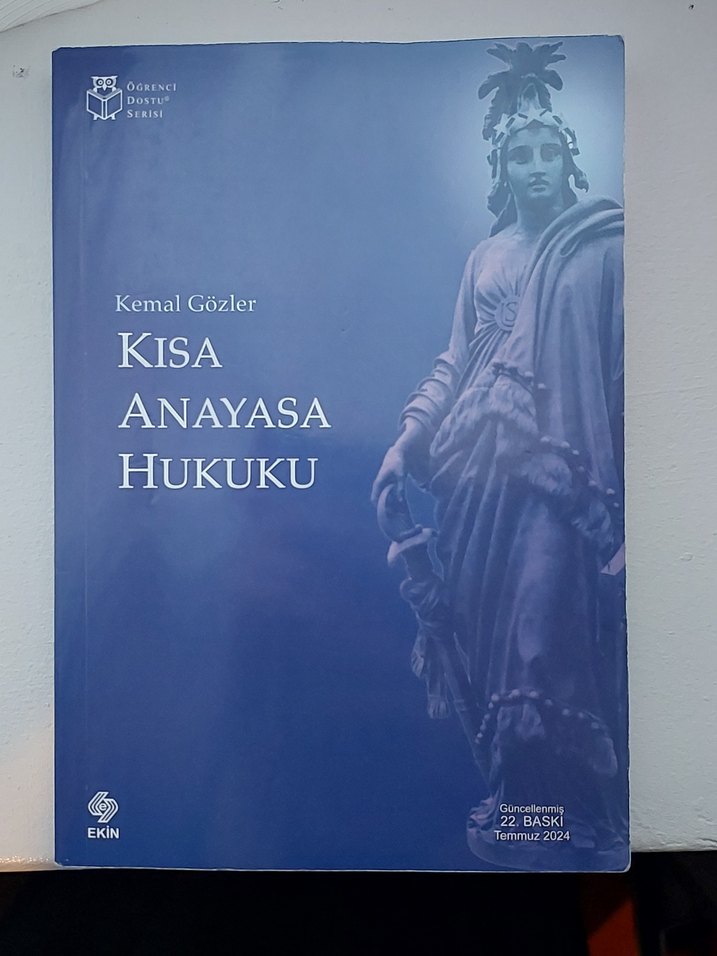 ÖĞRENCİ
DOSTU®
SERİSİ
Kemal Gözler
KISA
ANAYASA
HUKUKU
EKİN
Güncellenmiş
22. BASKI
Temmuz 2024